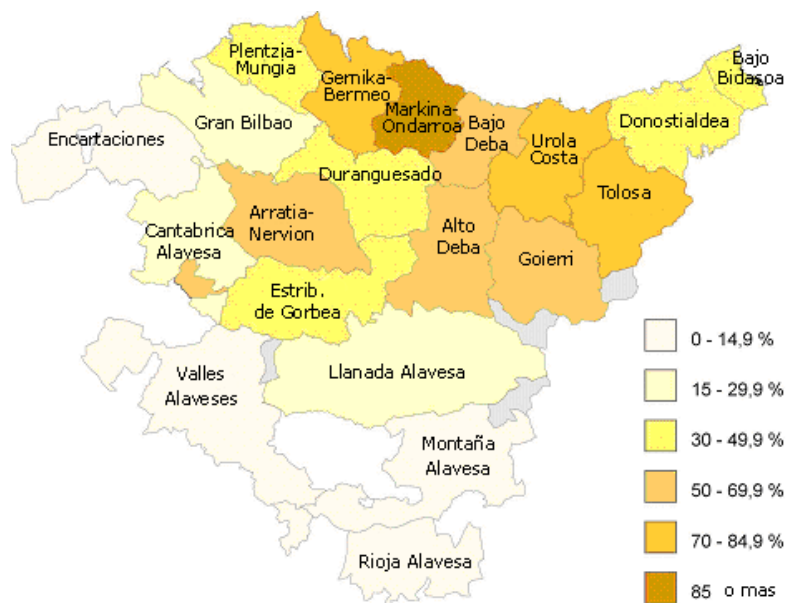 Plentzia-
Mungia
Gernika-
Bermeo
Markina-
Ondarroa
Bajo
Bidasoa
Gran Bilbao
Encartaciones
Bajo
Deba
Urola
Costa
Donostialdea
Duranguesado
Tolosa
Arratia-
Nervion
Cantabrica
Alavesa
Alto
Deba
Goierri
Estrib.
de Gorbea
Valles
Alaveses
Llanada Alavesa
Montaña
Alavesa
Rioja Alavesa
0 - 14,9 %
15 - 29,9 %
30 - 49,9 %
50 - 69,9 %
70 - 84,9 %
85 o mas